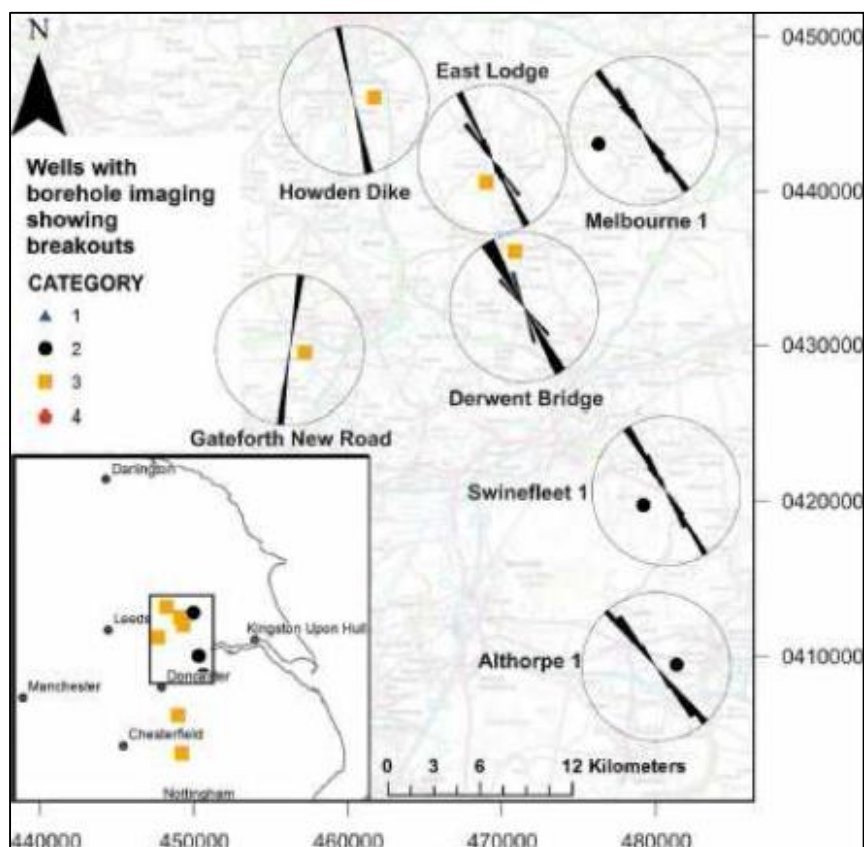 N
0450000
East Lodge
Wells with
borehole imaging
showing
breakouts
Howden Dike
Melbourne 1
0440000
CATEGORY
1
2
3
4
0430000
Derwent Bridge
Gateforth New Road
Swinefleet 1
0420000
Darlington
Leeds
Kingston Upon Hull
Doncaster
Manchester
Chesterfield
Nottingham
Althorpe 1
0410000
0 3 6 12 Kilometers
440000 450000 460000 470000 480000